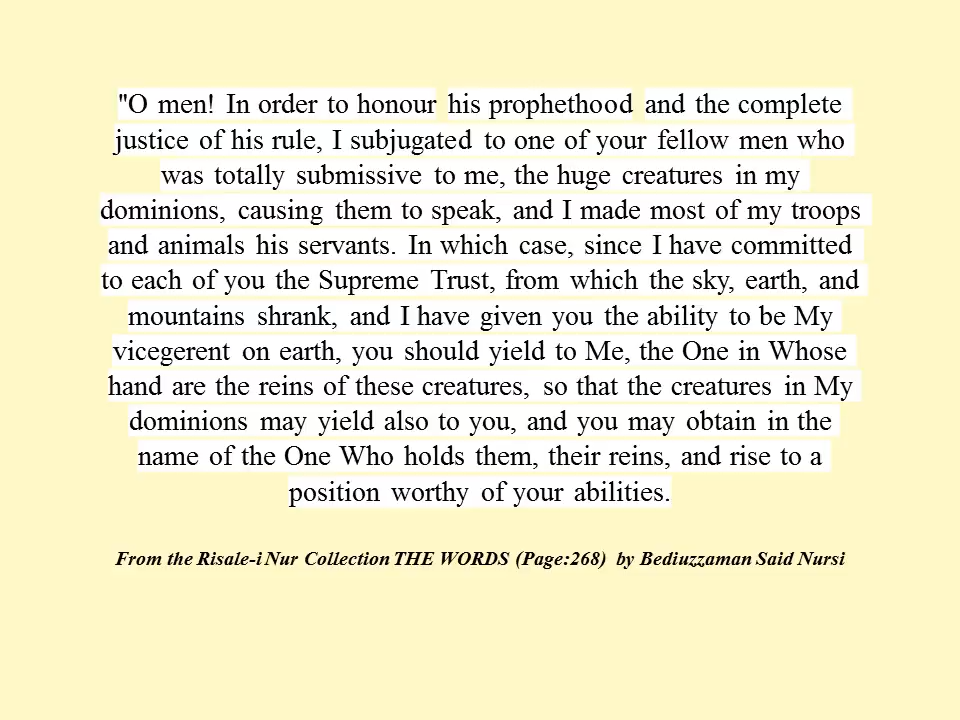 "O men! In order to honour his prophethood and the complete
justice of his rule, I subjugated to one of your fellow men who
was totally submissive to me, the huge creatures in my
dominions, causing them to speak, and I made most of my troops
and animals his servants. In which case, since I have committed
to each of you the Supreme Trust, from which the sky, earth, and
mountains shrank, and I have given you the ability to be My
vicegerent on earth, you should yield to Me, the One in Whose
hand are the reins of these creatures, so that the creatures in My
dominions may yield also to you, and you may obtain in the
name of the One Who holds them, their reins, and rise to a
position worthy of your abilities.
From the Risale-i Nur Collection THE WORDS (Page:268) by Bediuzzaman Said Nursi